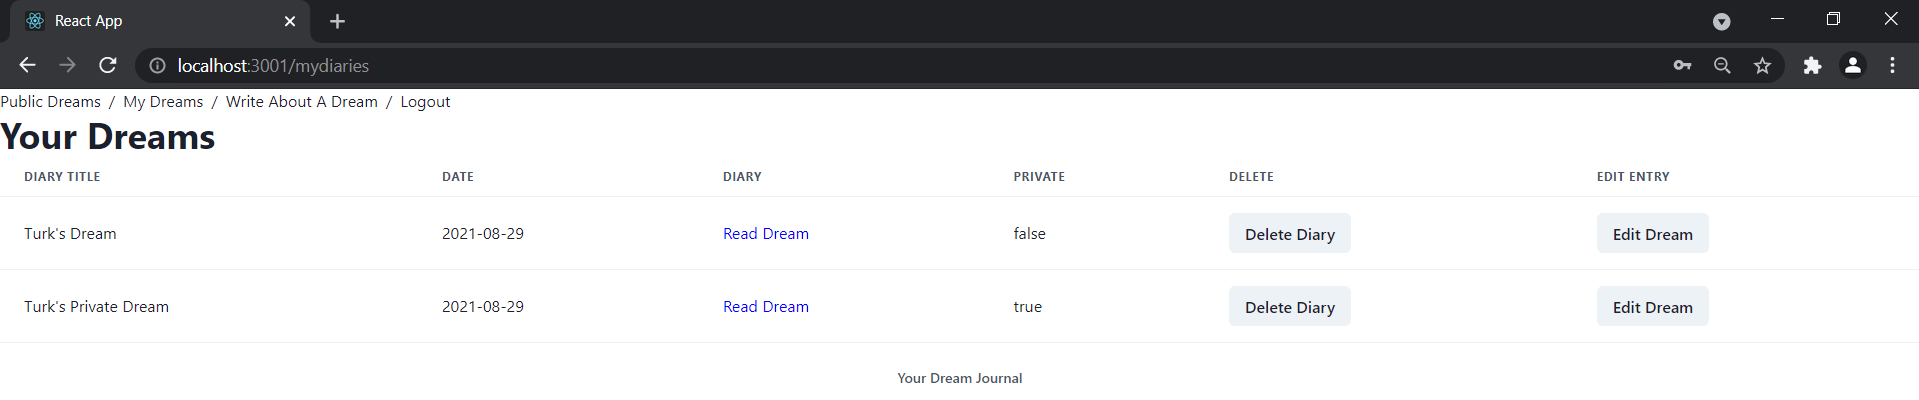 React App
localhost:3001/mydiaries
Public Dreams / My Dreams / Write About A Dream / Logout
Your Dreams
DIARY TITLE DATE DIARY PRIVATE DELETE EDIT ENTRY
Turk's Dream 2021-08-29 Read Dream false Delete Diary Edit Dream
Turk's Private Dream 2021-08-29 Read Dream true Delete Diary Edit Dream
Your Dream Journal